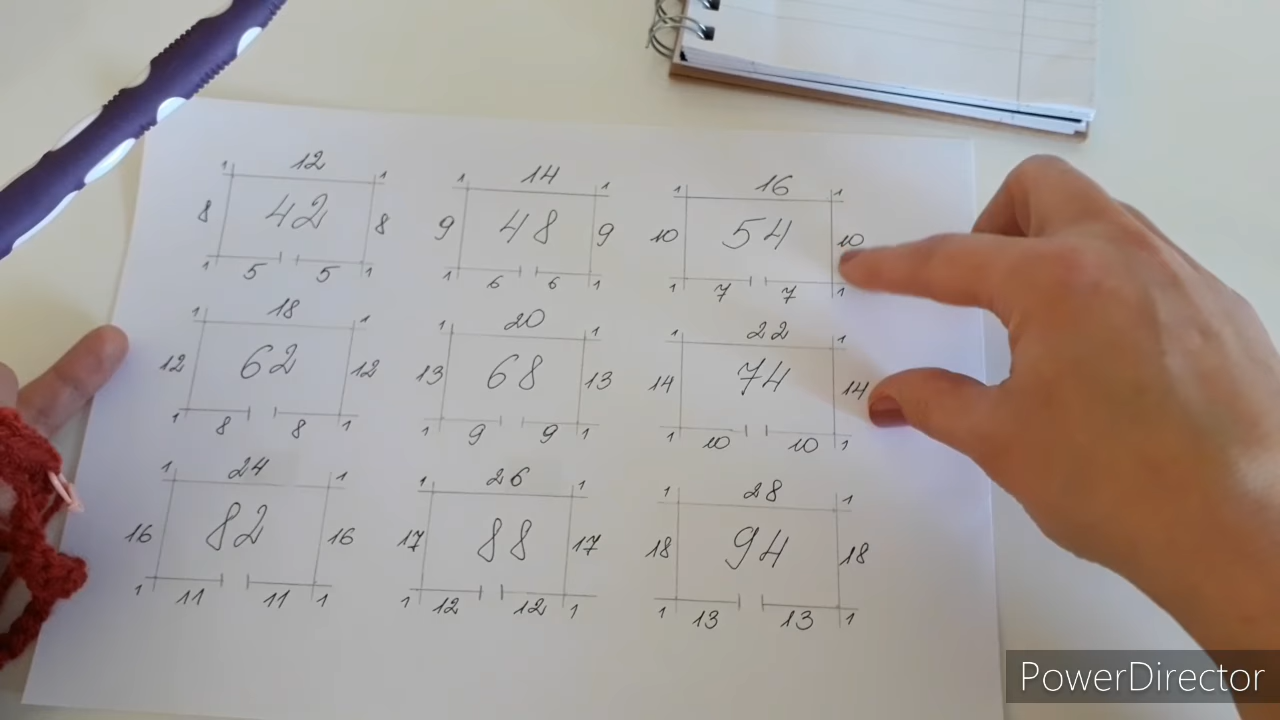 12 14 16
1 1 1 1 1 1
8 42 8 9 48 9 10 54 10
1 5 5 1 1 6 6 1 1 7 7 1
18 20 22
1 1 1 1 1 1
12 62 12 13 68 13 14 74 14
1 8 8 1 1 9 9 1 1 10 10 1
24 26 28
1 1 1 1 1 1
16 82 16 17 88 17 18 94 18
1 11 11 1 1 12 12 1 1 13 13 1
PowerDirector